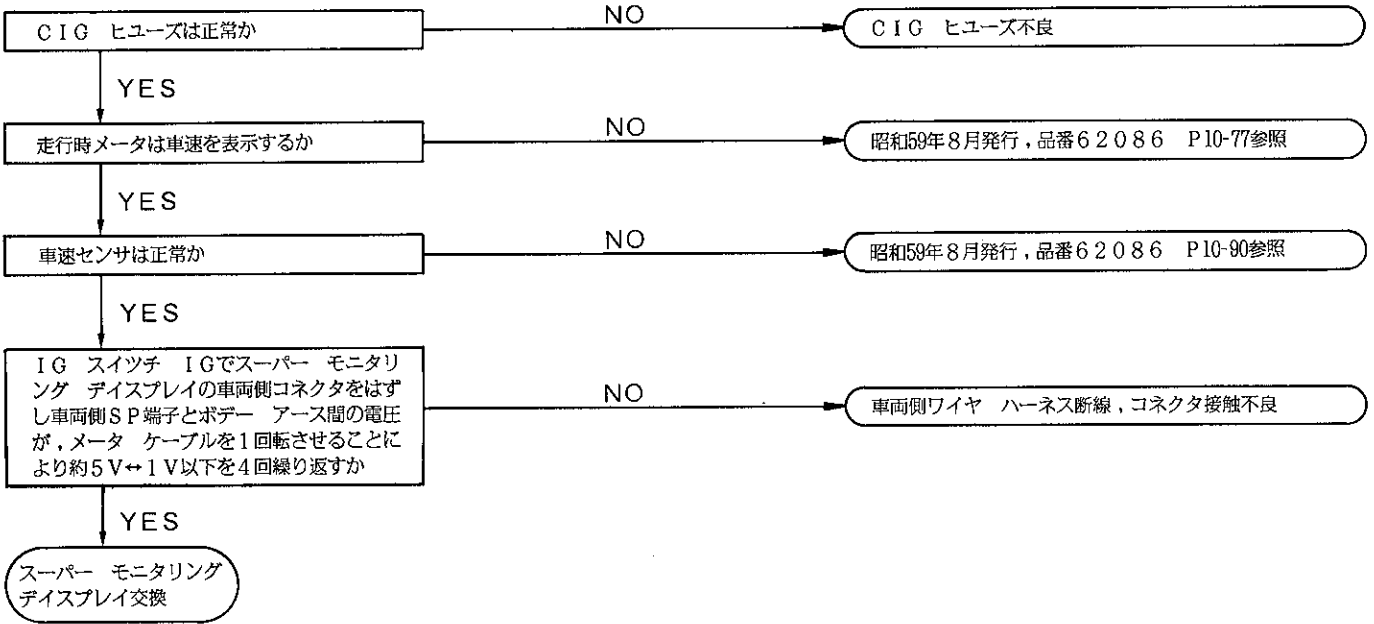 CIG ヒユーズは正常か
NO
CIG ヒユーズ不良
YES
走行時メータは車速を表示するか
NO
昭和59年8月発行,品番62086 P10-77参照
YES
車速センサは正常か
NO
昭和59年8月発行,品番62086 P10-90参照
YES
IG スイツチ IGでスーパー モニタリ
ング デイスプレイの車両側コネクタをはず
し車両側SP端子とボデー アース間の電圧
が,メータ ケーブルを1回転させることに
より約5V↔1V以下を4回繰り返すか
NO
車両側ワイヤ ハーネス断線,コネクタ接触不良
YES
スーパー モニタリング
デイスプレイ交換